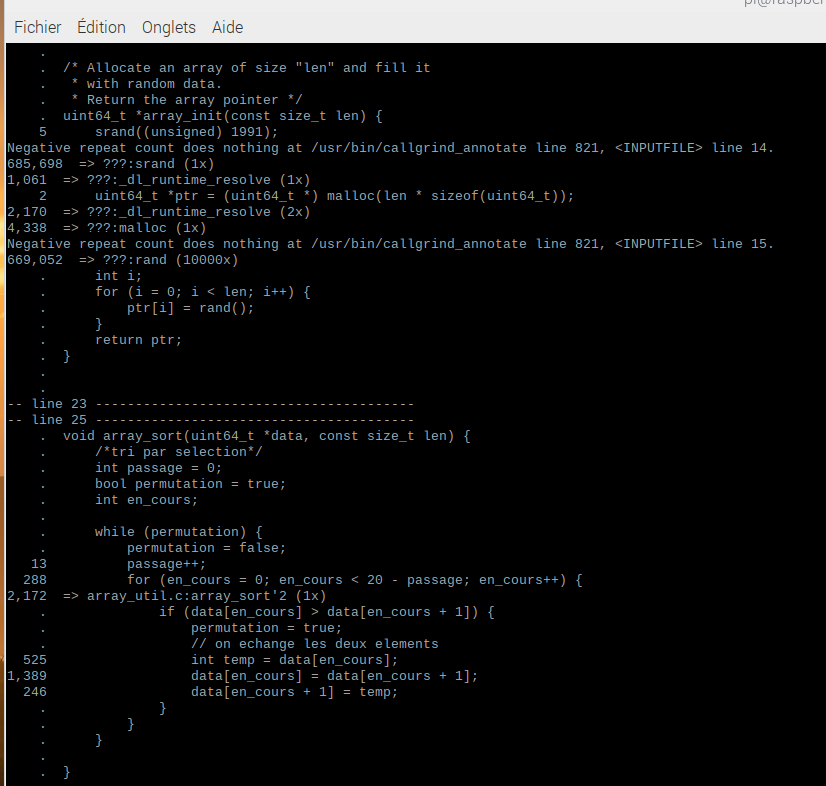 Fichier Édition Onglets Aide
.
. /* Allocate an array of size "len" and fill it
. * with random data.
. * Return the array pointer */
. uint64_t *array_init(const size_t len) {
5 srand((unsigned) 1991);
Negative repeat count does nothing at /usr/bin/callgrind_annotate line 821, <INPUTFILE> line 14.
685,698 => ???:srand (1x)
1,061 => ???:_dl_runtime_resolve (1x)
2 uint64_t *ptr = (uint64_t *) malloc(len * sizeof(uint64_t));
2,170 => ???:_dl_runtime_resolve (2x)
4,338 => ???:malloc (1x)
Negative repeat count does nothing at /usr/bin/callgrind_annotate line 821, <INPUTFILE> line 15.
669,052 => ???:rand (10000x)
. int i;
. for (i = 0; i < len; i++) {
. ptr[i] = rand();
. }
. return ptr;
. }
.
.
-- line 23 ----------------------------------------
-- line 25 ----------------------------------------
. void array_sort(uint64_t *data, const size_t len) {
. /*tri par selection*/
. int passage = 0;
. bool permutation = true;
. int en_cours;
.
. while (permutation) {
. permutation = false;
13 passage++;
288 for (en_cours = 0; en_cours < 20 - passage; en_cours++) {
2,172 => array_util.c:array_sort'2 (1x)
. if (data[en_cours] > data[en_cours + 1]) {
. permutation = true;
. // on echange les deux elements
525 int temp = data[en_cours];
1,389 data[en_cours] = data[en_cours + 1];
246 data[en_cours + 1] = temp;
. }
. }
. }
.
. }